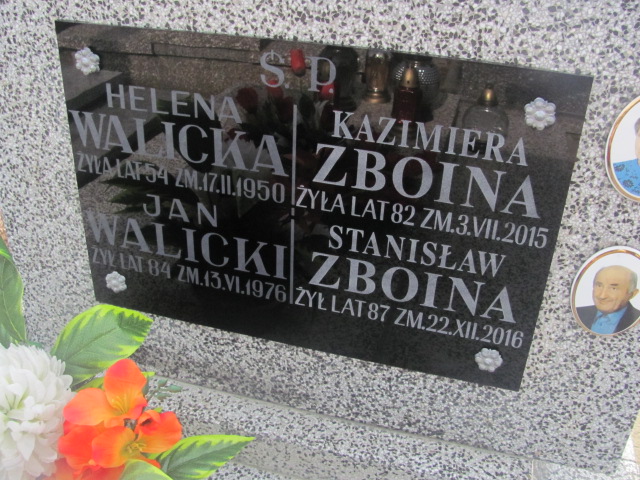 Ś. P.
HELENA
WALICKA
ŻYŁA LAT 54 ZM. 17.II.1950
JAN
WALICKI
ŻYŁ LAT 84 ZM. 13.VI.1976
KAZIMIERA
ZBOINA
ŻYŁA LAT 82 ZM. 3.VII.2015
STANISŁAW
ZBOINA
ŻYŁ LAT 87 ZM. 22.XII.2016